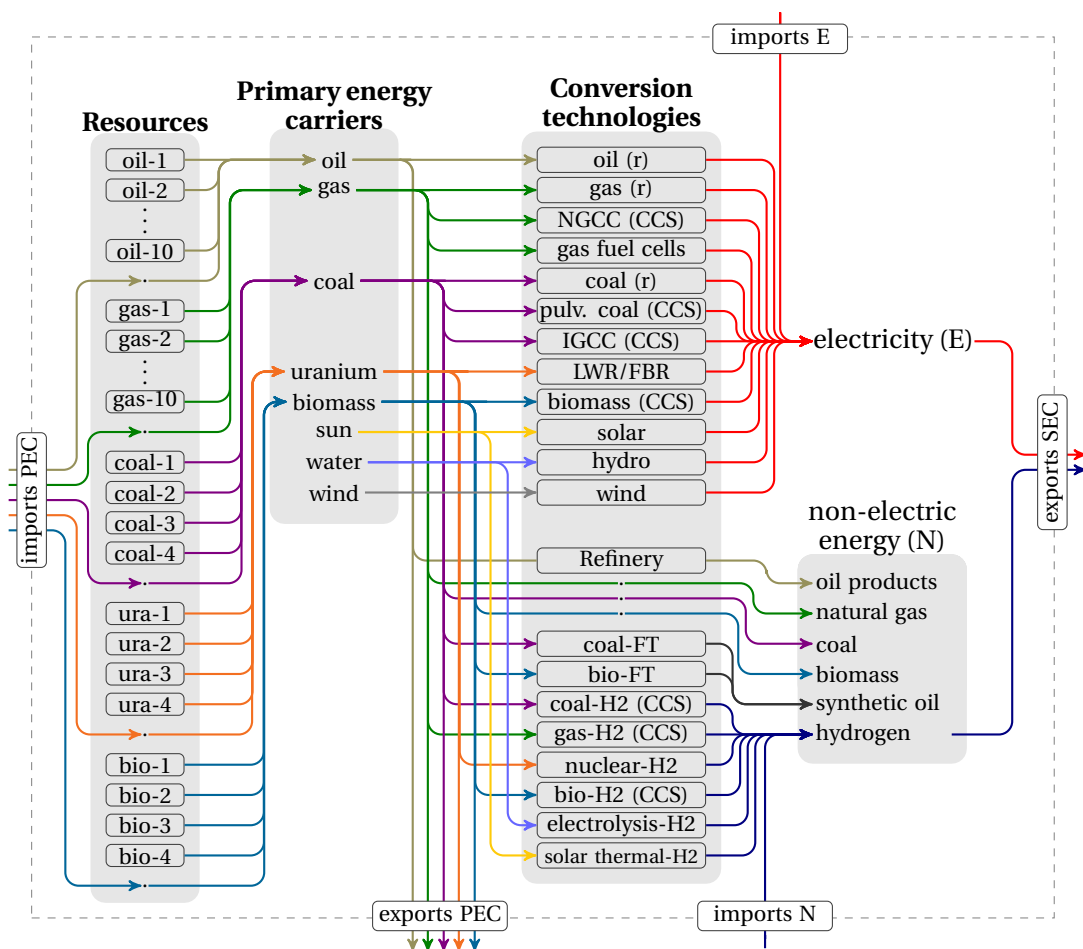 imports E
Primary energy
carriers
Conversion
technologies
Resources
oil-1
oil-2
oil-10
gas-1
gas-2
gas-10
coal-1
coal-2
coal-3
coal-4
ura-1
ura-2
ura-3
ura-4
bio-1
bio-2
bio-3
bio-4
imports PEC
oil
gas
coal
uranium
biomass
sun
water
wind
oil (r)
gas (r)
NGCC (CCS)
gas fuel cells
coal (r)
pulv. coal (CCS)
IGCC (CCS)
LWR/FBR
biomass (CCS)
solar
hydro
wind
Refinery
coal-FT
bio-FT
coal-H2 (CCS)
gas-H2 (CCS)
nuclear-H2
bio-H2 (CCS)
electrolysis-H2
solar thermal-H2
electricity (E)
non-electric
energy (N)
oil products
natural gas
coal
biomass
synthetic oil
hydrogen
exports SEC
exports PEC
imports N